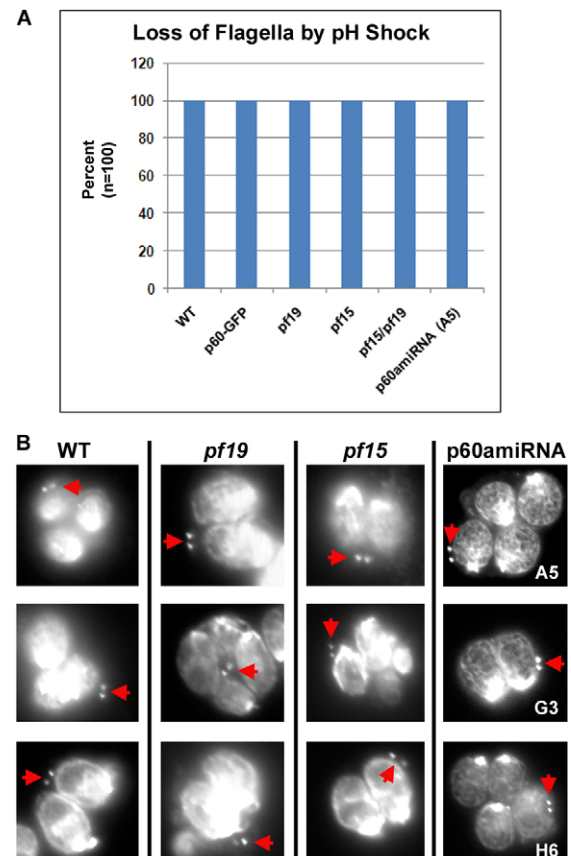 A
Loss of Flagella by pH Shock
Percent
(n=100)
120
100
80
60
40
20
0
WT
p60-GFP
pf19
pf15
pf15/pf19
p60amiRNA (A5)
B
WT
pf19
pf15
p60amiRNA
A5
G3
H6